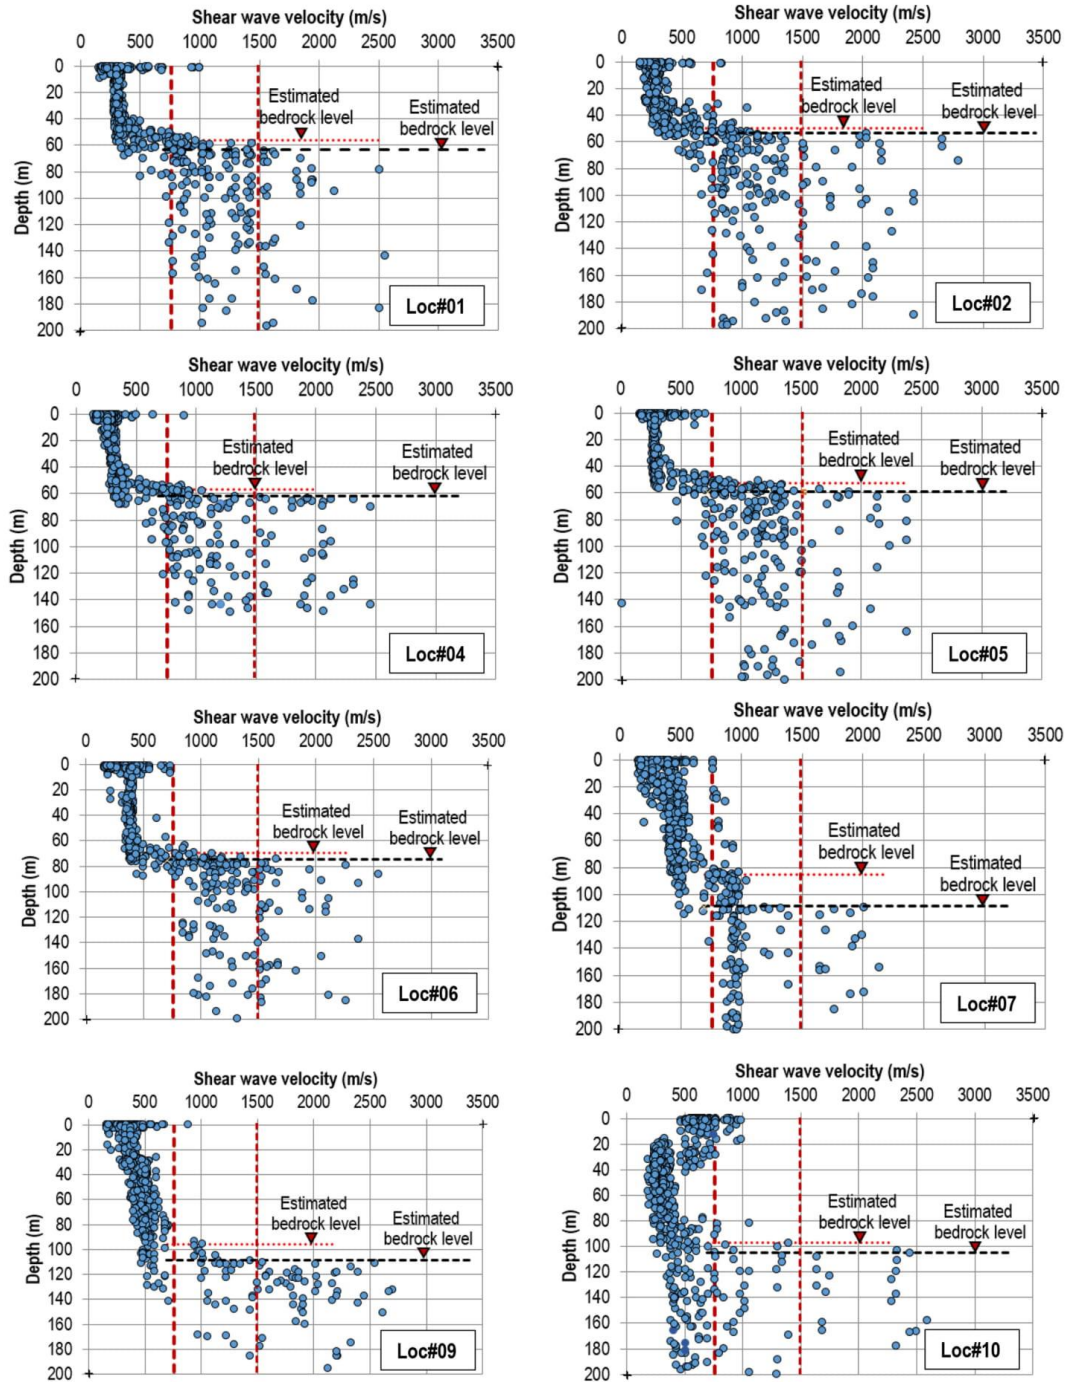 Shear wave velocity (m/s)
0 500 1000 1500 2000 2500 3000 3500
0
20
40
60
80
100
120
140
160
180
200
Depth (m)
Estimated
bedrock level
Estimated
bedrock level
Loc#01
Shear wave velocity (m/s)
0 500 1000 1500 2000 2500 3000 3500
0
20
40
60
80
100
120
140
160
180
200
Depth (m)
Estimated
bedrock level
Estimated
bedrock level
Loc#02
Shear wave velocity (m/s)
0 500 1000 1500 2000 2500 3000 3500
0
20
40
60
80
100
120
140
160
180
200
Depth (m)
Estimated
bedrock level
Estimated
bedrock level
Loc#04
Shear wave velocity (m/s)
0 500 1000 1500 2000 2500 3000 3500
0
20
40
60
80
100
120
140
160
180
200
Depth (m)
Estimated
bedrock level
Estimated
bedrock level
Loc#05
Shear wave velocity (m/s)
0 500 1000 1500 2000 2500 3000 3500
0
20
40
60
80
100
120
140
160
180
200
Depth (m)
Estimated
bedrock level
Estimated
bedrock level
Loc#06
Shear wave velocity (m/s)
0 500 1000 1500 2000 2500 3000 3500
0
20
40
60
80
100
120
140
160
180
200
Depth (m)
Estimated
bedrock level
Estimated
bedrock level
Loc#07
Shear wave velocity (m/s)
0 500 1000 1500 2000 2500 3000 3500
0
20
40
60
80
100
120
140
160
180
200
Depth (m)
Estimated
bedrock level
Estimated
bedrock level
Loc#09
Shear wave velocity (m/s)
0 500 1000 1500 2000 2500 3000 3500
0
20
40
60
80
100
120
140
160
180
200
Depth (m)
Estimated
bedrock level
Estimated
bedrock level
Loc#10